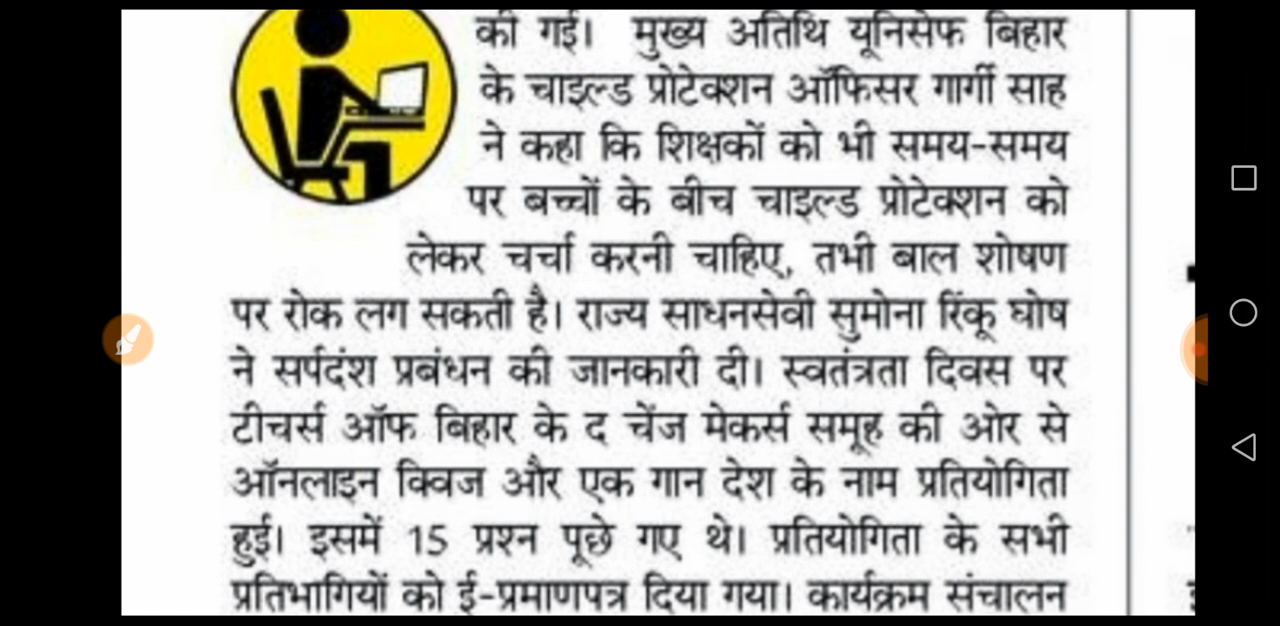 की गई। मुख्य अतिथि यूनिसेफ बिहार
के चाइल्ड प्रोटेक्शन ऑफिसर गार्गी साह
ने कहा कि शिक्षकों को भी समय-समय
पर बच्चों के बीच चाइल्ड प्रोटेक्शन को
लेकर चर्चा करनी चाहिए, तभी बाल शोषण
पर रोक लग सकती है। राज्य साधनसेवी सुमोना रिंकू घोष
ने सर्पदंश प्रबंधन की जानकारी दी। स्वतंत्रता दिवस पर
टीचर्स ऑफ बिहार के द चेंज मेकर्स समूह की ओर से
ऑनलाइन क्विज और एक गान देश के नाम प्रतियोगिता
हुई। इसमें 15 प्रश्न पूछे गए थे। प्रतियोगिता के सभी
प्रतिभागियों को ई-प्रमाणपत्र दिया गया। कार्यक्रम संचालन